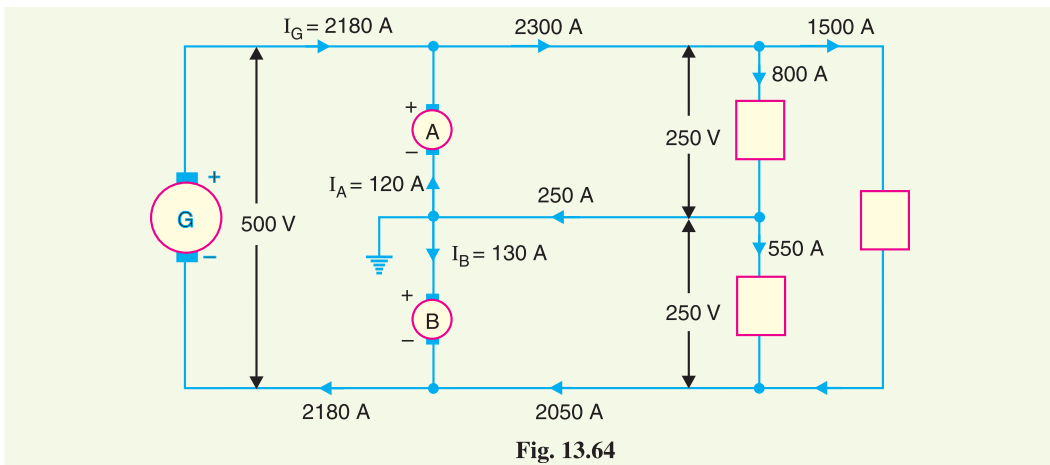 I_G = 2180 A
2300 A
1500 A
800 A
+
A
−
250 V
I_A = 120 A
250 A
+
G
−
500 V
550 A
I_B = 130 A
+
B
−
250 V
2180 A
2050 A
Fig. 13.64